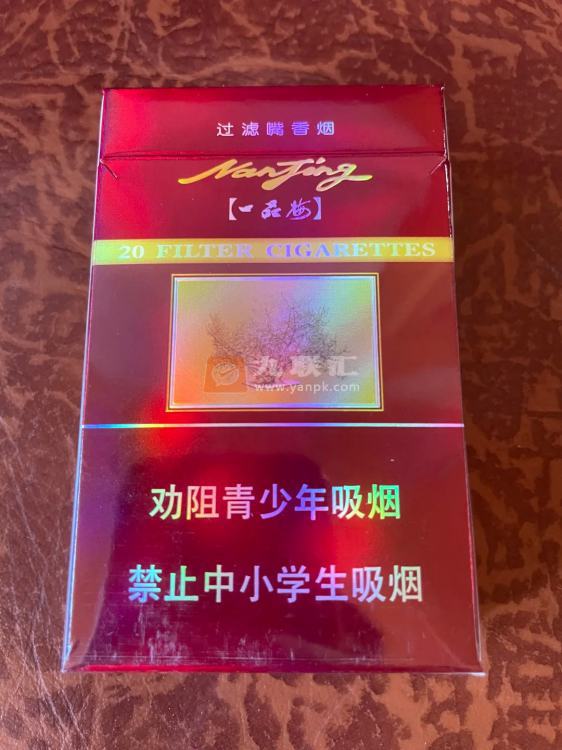 过滤嘴香烟
NanJing
【一品梅】
20 FILTER CIGARETTES
九联汇
www.yanpk.com
劝阻青少年吸烟
禁止中小学生吸烟